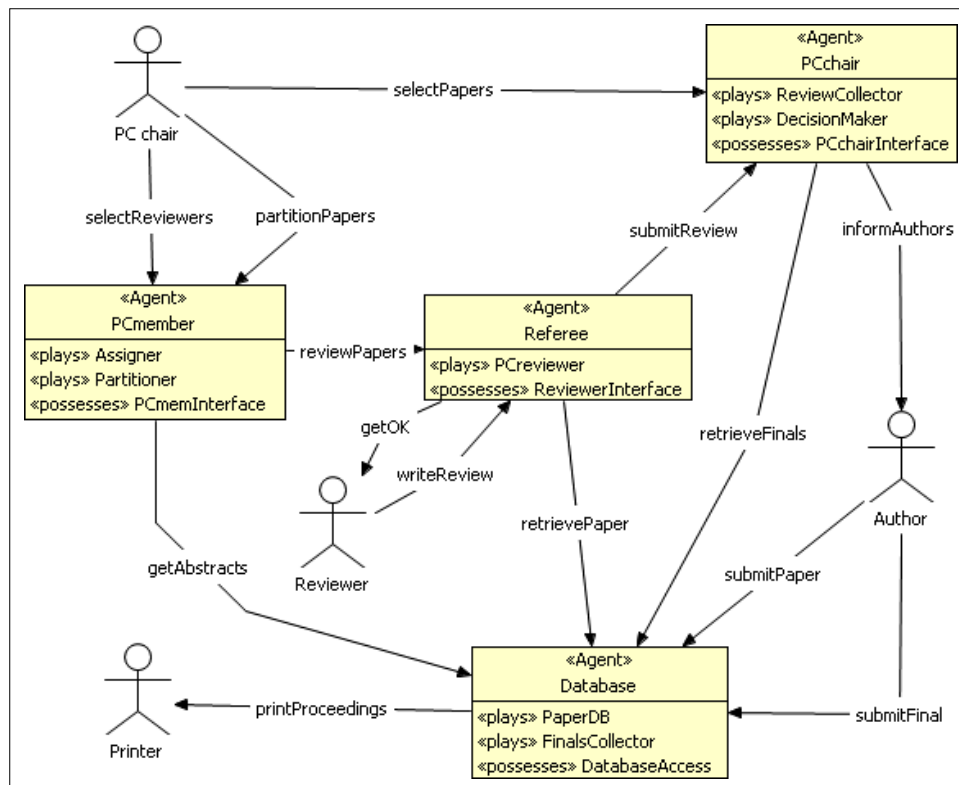 «Agent»
PCchair
«plays» ReviewCollector
«plays» DecisionMaker
«possesses» PCchairInterface
selectPapers
PC chair
selectReviewers
partitionPapers
submitReview
informAuthors
«Agent»
PCmember
«plays» Assigner
«plays» Partitioner
«possesses» PCmemInterface
reviewPapers
«Agent»
Referee
«plays» PCreviewer
«possesses» ReviewerInterface
getOK
writeReview
retrieveFinals
retrievePaper
Author
Reviewer
getAbstracts
submitPaper
«Agent»
Database
«plays» PaperDB
«plays» FinalsCollector
«possesses» DatabaseAccess
printProceedings
submitFinal
Printer